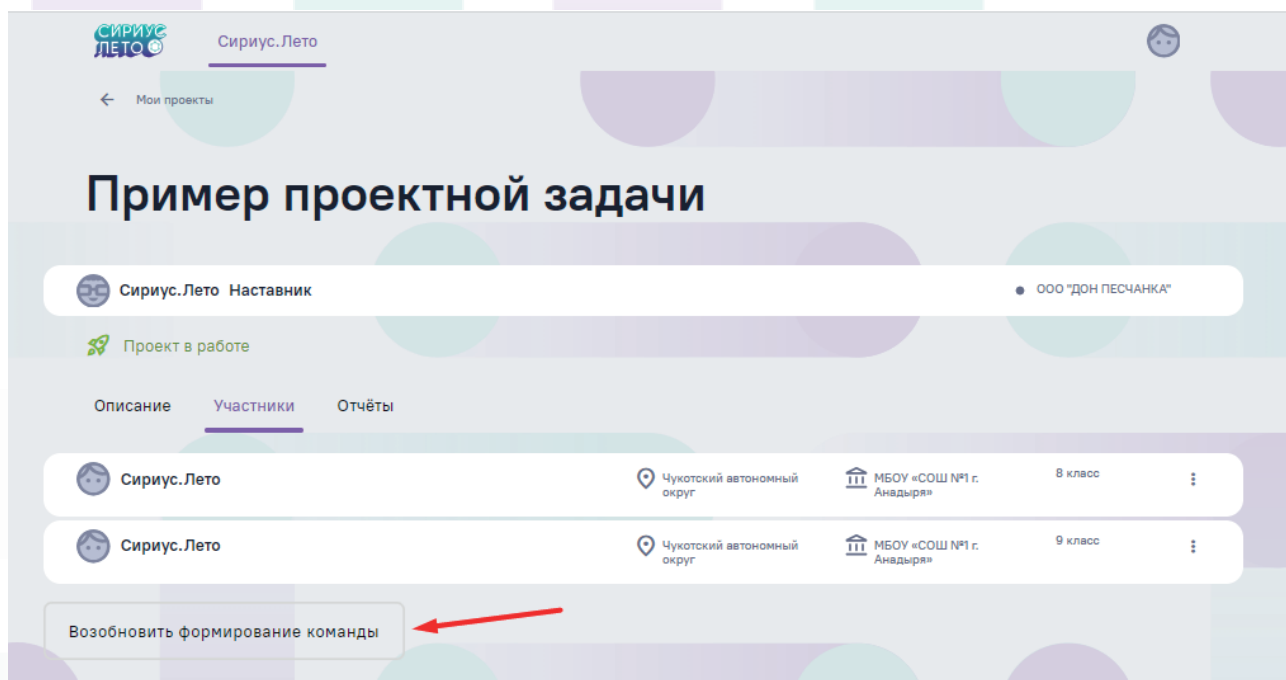 СИРИУС
ЛЕТО
Сириус.Лето
Мои проекты
Пример проектной задачи
Сириус.Лето Наставник
ООО "ДОН ПЕСЧАНКА"
Проект в работе
Описание Участники Отчёты
Сириус.Лето
Чукотский автономный
округ
МБОУ «СОШ №1 г.
Анадыря»
8 класс
Сириус.Лето
Чукотский автономный
округ
МБОУ «СОШ №1 г.
Анадыря»
9 класс
Возобновить формирование команды